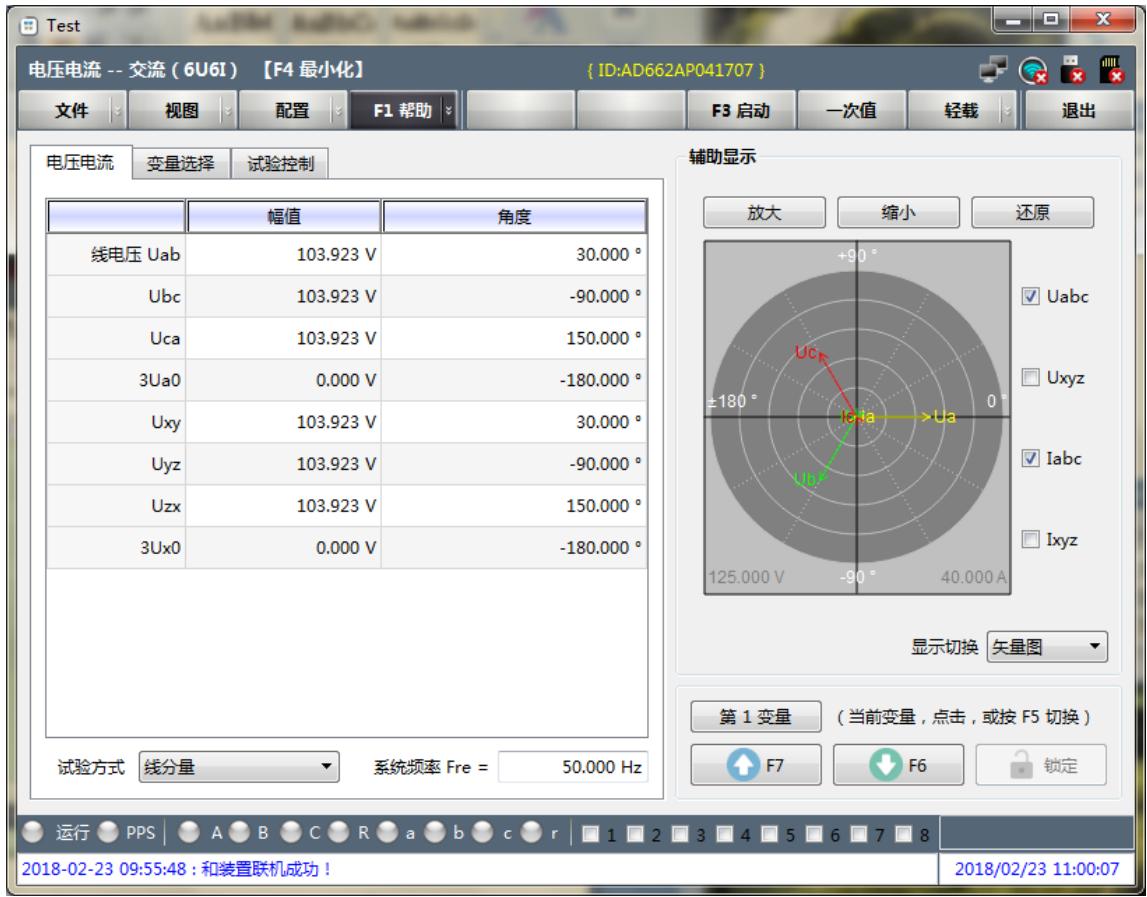 Test
电压电流 -- 交流（6U6I） 【F4 最小化】 { ID:AD662AP041707 }
文件 视图 配置 F1 帮助 F3 启动 一次值 轻载 退出
电压电流 变量选择 试验控制
幅值 角度
线电压 Uab 103.923 V 30.000 °
Ubc 103.923 V -90.000 °
Uca 103.923 V 150.000 °
3Ua0 0.000 V -180.000 °
Uxy 103.923 V 30.000 °
Uyz 103.923 V -90.000 °
Uzx 103.923 V 150.000 °
3Ux0 0.000 V -180.000 °
试验方式 线分量 系统频率 Fre = 50.000 Hz
辅助显示
放大 缩小 还原
+90 °
Uc
±180 ° 0 °
Ua
Ub
125.000 V -90 ° 40.000 A
Uabc
Uxyz
Iabc
Ixyz
显示切换 矢量图
第 1 变量 （当前变量，点击，或按 F5 切换）
F7 F6 锁定
运行 PPS A B C R a b c r 1 2 3 4 5 6 7 8
2018-02-23 09:55:48：和装置联机成功！ 2018/02/23 11:00:07